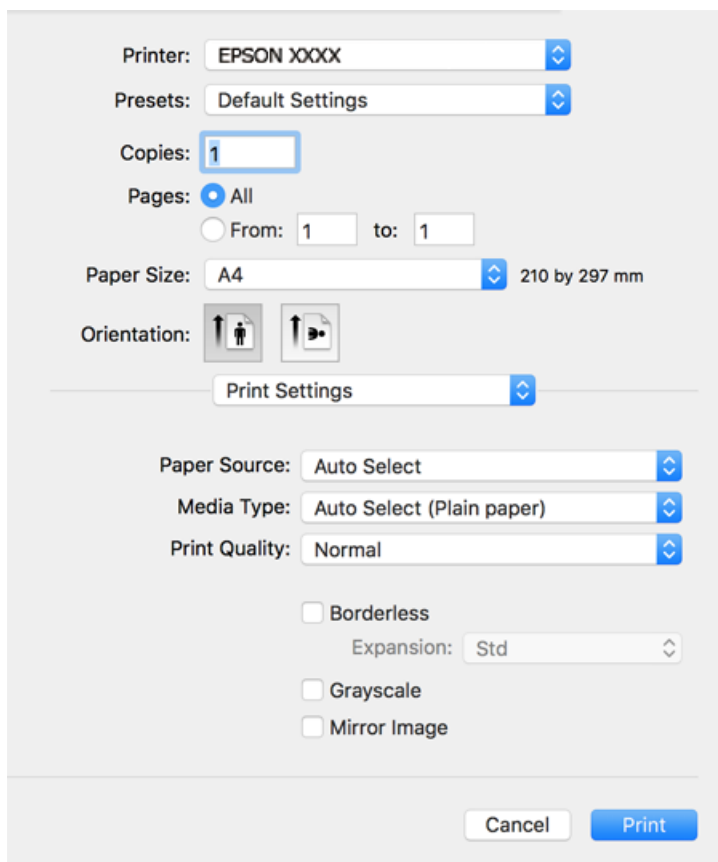 Printer: EPSON XXXX
Presets: Default Settings
Copies: 1
Pages: All
From: 1 to: 1
Paper Size: A4 210 by 297 mm
Orientation:
Print Settings
Paper Source: Auto Select
Media Type: Auto Select (Plain paper)
Print Quality: Normal
Borderless
Expansion: Std
Grayscale
Mirror Image
Cancel Print